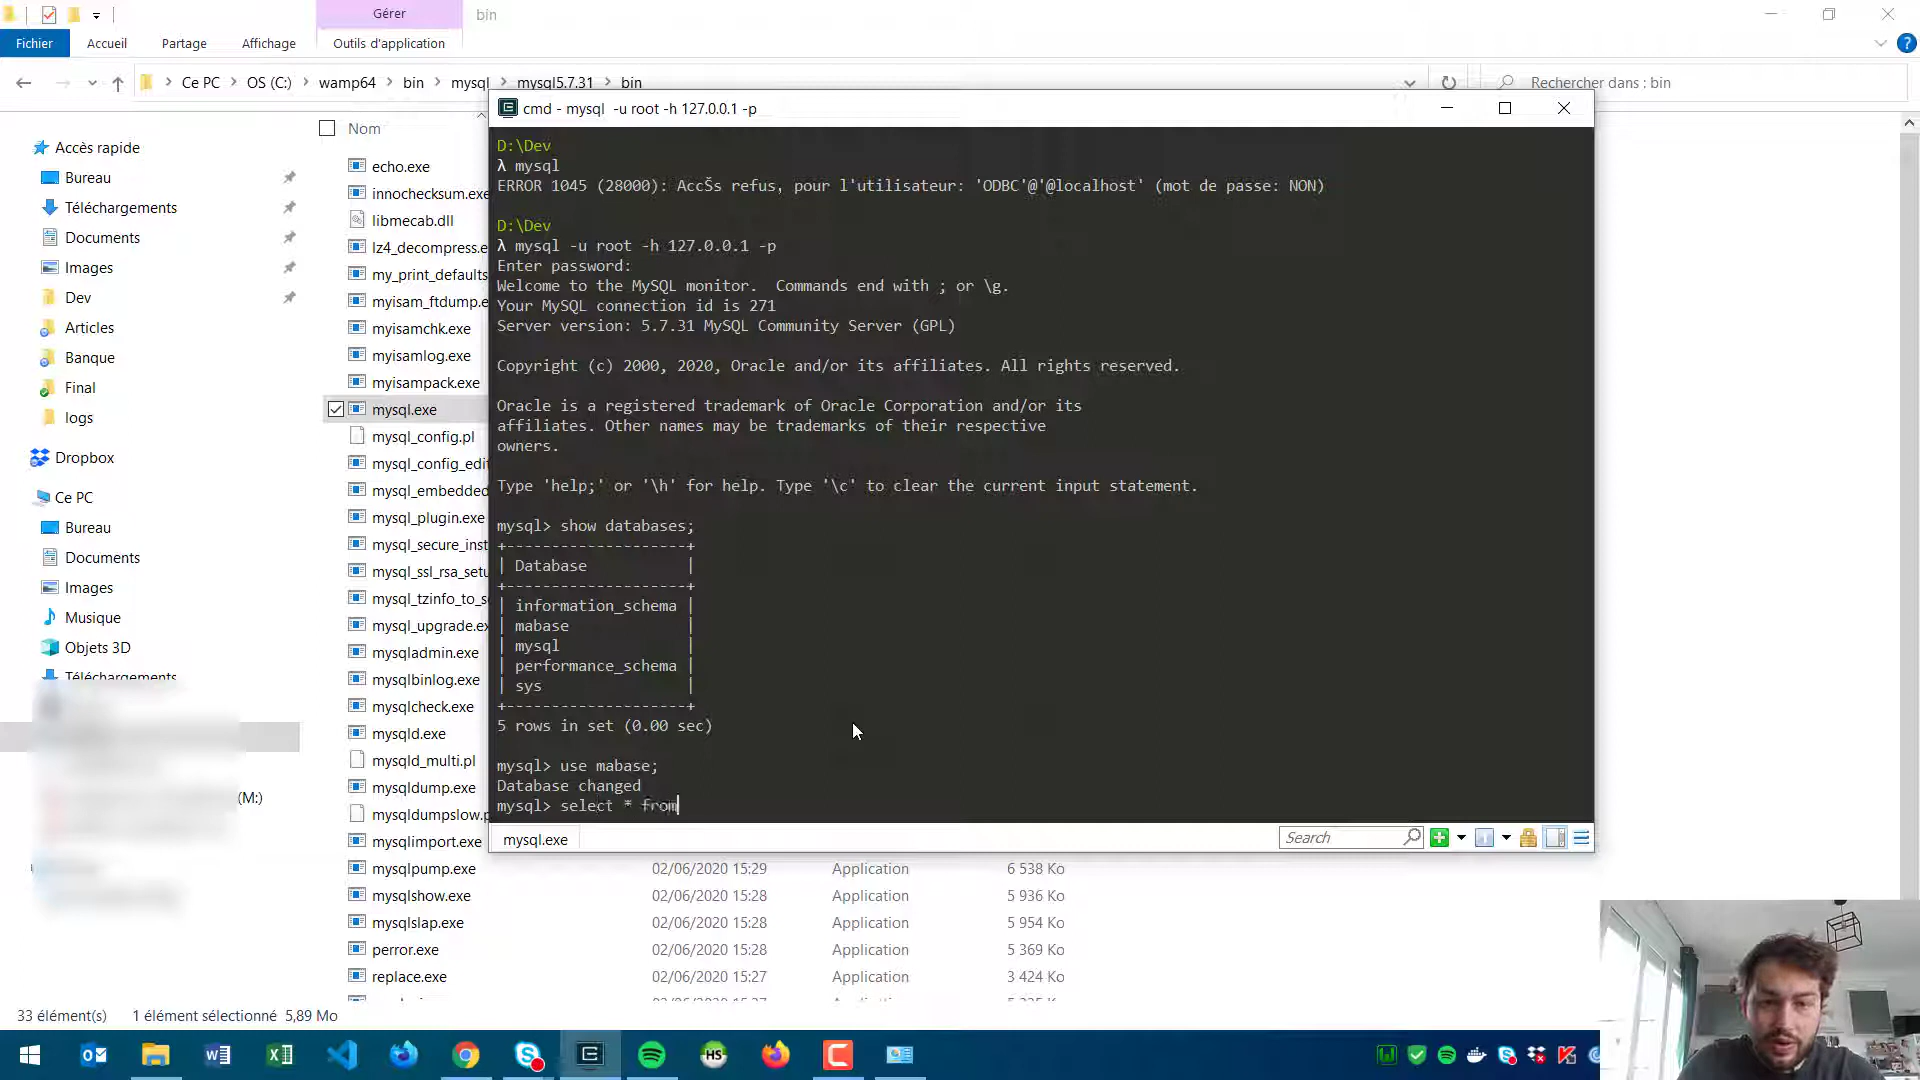 Gérer
bin
Fichier
Accueil
Partage
Affichage
Outils d'application
Ce PC
OS (C:)
wamp64
bin
mysql
mysql5.7.31
bin
Rechercher dans : bin
Accès rapide
Bureau
Téléchargements
Documents
Images
Dev
Articles
Banque
Final
logs
Dropbox
Ce PC
Bureau
Documents
Images
Musique
Objets 3D
Téléchargements
(M:)
Nom
echo.exe
innochecksum.exe
libmecab.dll
lz4_decompress.e
my_print_defaults
myisam_ftdump.e
myisamchk.exe
myisamlog.exe
myisampack.exe
mysql.exe
mysql_config.pl
mysql_config_edit
mysql_embedded
mysql_plugin.exe
mysql_secure_inst
mysql_ssl_rsa_setu
mysql_tzinfo_to_s
mysql_upgrade.ex
mysqladmin.exe
mysqlbinlog.exe
mysqlcheck.exe
mysqld.exe
mysqld_multi.pl
mysqldump.exe
mysqldumpslow.p
mysqlimport.exe
mysqlpump.exe 02/06/2020 15:29 Application 6 538 Ko
mysqlshow.exe 02/06/2020 15:28 Application 5 936 Ko
mysqlslap.exe 02/06/2020 15:28 Application 5 954 Ko
perror.exe 02/06/2020 15:28 Application 5 369 Ko
replace.exe 02/06/2020 15:27 Application 3 424 Ko
cmd - mysql -u root -h 127.0.0.1 -p
D:\Dev
λ mysql
ERROR 1045 (28000): AccŠs refus, pour l'utilisateur: 'ODBC'@'@localhost' (mot de passe: NON)
D:\Dev
λ mysql -u root -h 127.0.0.1 -p
Enter password:
Welcome to the MySQL monitor.  Commands end with ; or \g.
Your MySQL connection id is 271
Server version: 5.7.31 MySQL Community Server (GPL)
Copyright (c) 2000, 2020, Oracle and/or its affiliates. All rights reserved.
Oracle is a registered trademark of Oracle Corporation and/or its
affiliates. Other names may be trademarks of their respective
owners.
Type 'help;' or '\h' for help. Type '\c' to clear the current input statement.
mysql> show databases;
+--------------------+
| Database           |
+--------------------+
| information_schema |
| mabase             |
| mysql              |
| performance_schema |
| sys                |
+--------------------+
5 rows in set (0.00 sec)
mysql> use mabase;
Database changed
mysql> select * from
mysql.exe
Search
33 élément(s)
1 élément sélectionné 5,89 Mo
HS